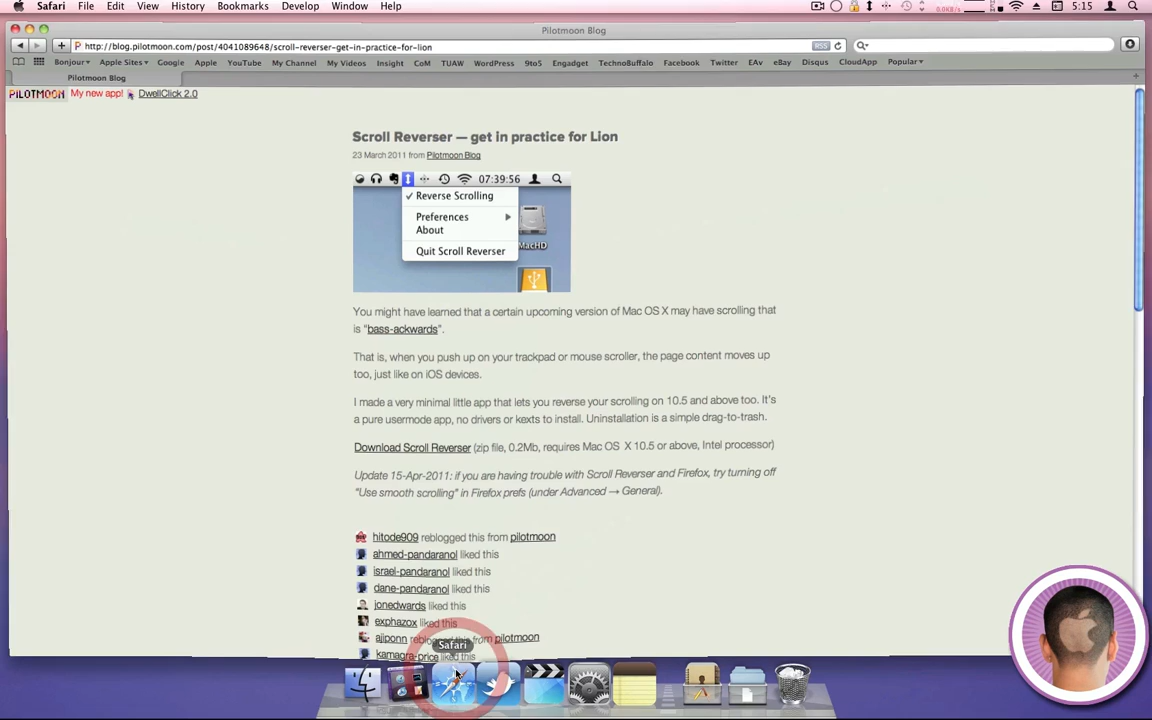 Safari File Edit View History Bookmarks Develop Window Help 5:15
Pilotmoon Blog
http://blog.pilotmoon.com/post/4041089648/scroll-reverser-get-in-practice-for-lion RSS
Bonjour Apple Sites Google Apple YouTube My Channel My Videos Insight CoM TUAW WordPress 9to5 Engadget TechnoBuffalo Facebook Twitter EAv eBay Disqus CloudApp Popular
Pilotmoon Blog
PILOTMOON My new app! DwellClick 2.0
Scroll Reverser — get in practice for Lion
23 March 2011 from Pilotmoon Blog
07:39:56
Reverse Scrolling
Preferences
About
MacHD
Quit Scroll Reverser
You might have learned that a certain upcoming version of Mac OS X may have scrolling that
is "bass-ackwards".
That is, when you push up on your trackpad or mouse scroller, the page content moves up
too, just like on iOS devices.
I made a very minimal little app that lets you reverse your scrolling on 10.5 and above too. It's
a pure usermode app, no drivers or kexts to install. Uninstallation is a simple drag-to-trash.
Download Scroll Reverser (zip file, 0.2Mb, requires Mac OS X 10.5 or above, Intel processor)
Update 15-Apr-2011: if you are having trouble with Scroll Reverser and Firefox, try turning off
"Use smooth scrolling" in Firefox prefs (under Advanced → General).
hitode909 reblogged this from pilotmoon
ahmed-pandaranol liked this
israel-pandaranol liked this
dane-pandaranol liked this
jonedwards liked this
exphazox liked this
ajiponn reblogged this from pilotmoon
Safari
kamagra-price liked this